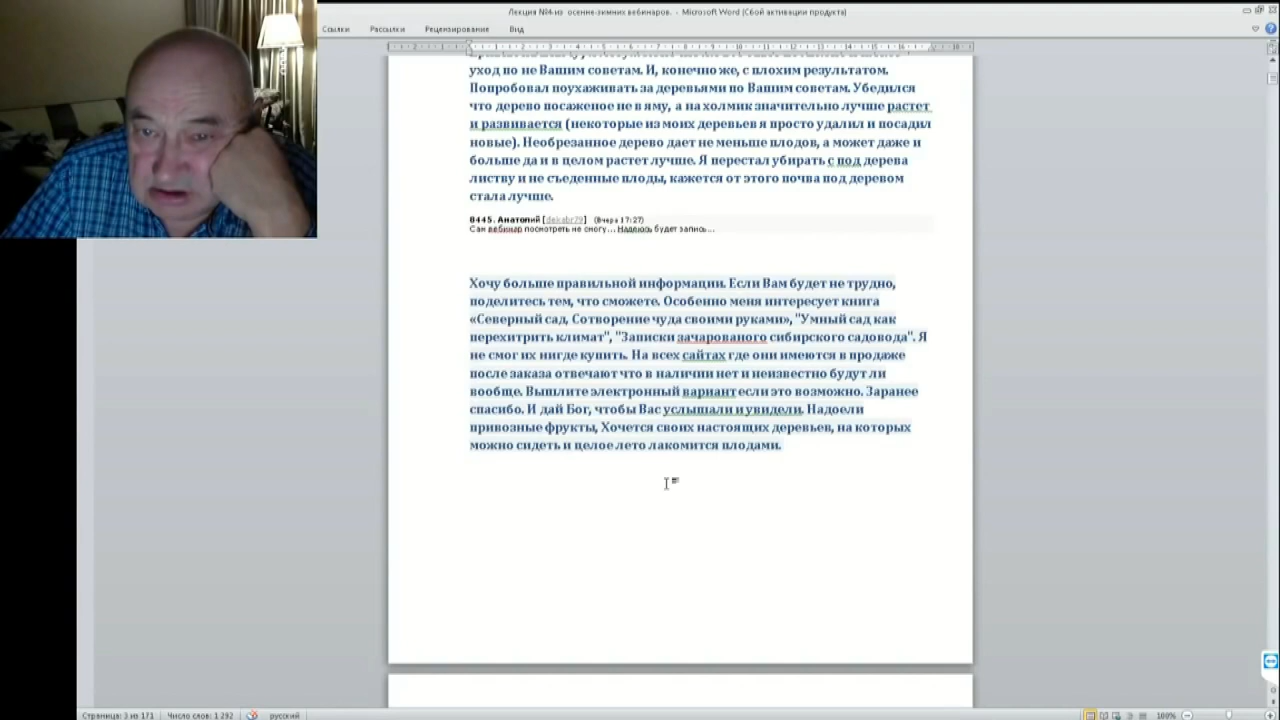 Лекция №4 из осенне-зимних вебинаров. - Microsoft Word (Сбой активации продукта)
Ссылки Рассылки Рецензирование Вид
уход по не Вашим советам. И, конечно же, с плохим результатом.
Попробовал поухаживать за деревьями по Вашим советам. Убедился
что дерево посаженое не в яму, а на холмик значительно лучше растет
и развивается (некоторые из моих деревьев я просто удалил и посадил
новые). Необрезанное дерево дает не меньше плодов, а может даже и
больше да и в целом растет лучше. Я перестал убирать с под дерева
листву и не съеденные плоды, кажется от этого почва под деревом
стала лучше.
8445. Анатолий [dekabr79] (Вчера 17:27)
Сам вебинар посмотреть не смогу... Надеюсь будет запись...
Хочу больше правильной информации. Если Вам будет не трудно,
поделитесь тем, что сможете. Особенно меня интересует книга
«Северный сад. Сотворение чуда своими руками», "Умный сад как
перехитрить климат", "Записки зачарованого сибирского садовода". Я
не смог их нигде купить. На всех сайтах где они имеются в продаже
после заказа отвечают что в наличии нет и неизвестно будут ли
вообще. Вышлите электронный вариант если это возможно. Заранее
спасибо. И дай Бог, чтобы Вас услышали и увидели. Надоели
привозные фрукты, Хочется своих настоящих деревьев, на которых
можно сидеть и целое лето лакомится плодами.
Страница: 3 из 171 Число слов: 1 292 русский 100%